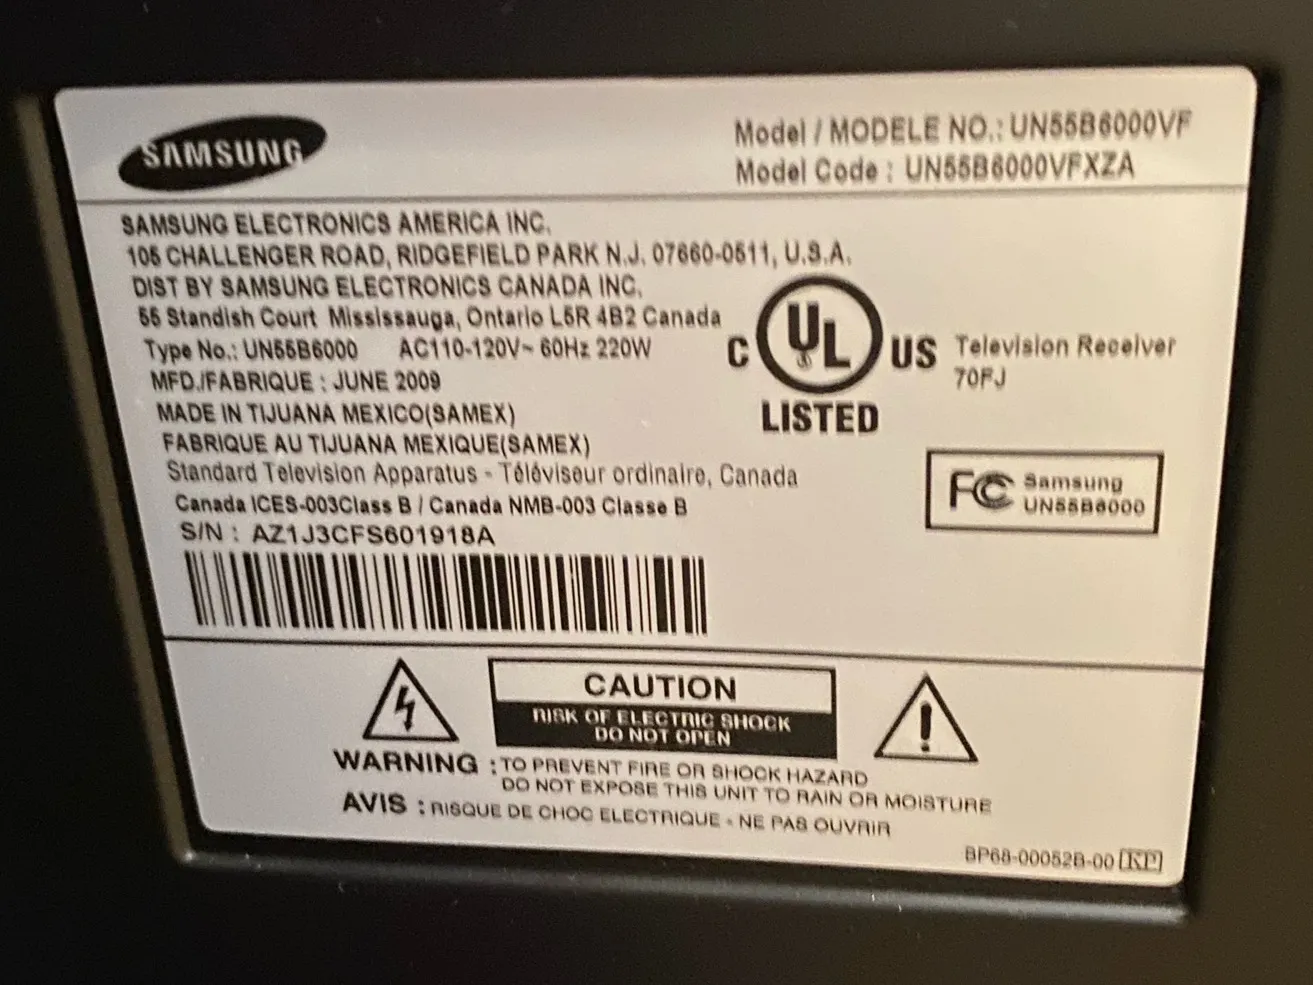 SAMSUNG
Model / MODELE NO.: UN55B6000VF
Model Code : UN55B6000VFXZA
SAMSUNG ELECTRONICS AMERICA INC.
105 CHALLENGER ROAD, RIDGEFIELD PARK N.J. 07660-0511, U.S.A.
DIST BY SAMSUNG ELECTRONICS CANADA INC.
55 Standish Court Mississauga, Ontario L5R 4B2 Canada
Type No.: UN55B6000 AC110-120V~ 60Hz 220W
MFD./FABRIQUE : JUNE 2009
MADE IN TIJUANA MEXICO(SAMEX)
FABRIQUE AU TIJUANA MEXIQUE(SAMEX)
Standard Television Apparatus - Téléviseur ordinaire, Canada
Canada ICES-003Class B / Canada NMB-003 Classe B
S/N : AZ1J3CFS601918A
C UL US
LISTED
Television Receiver
70FJ
FC Samsung
UN55B6000
CAUTION
RISK OF ELECTRIC SHOCK
DO NOT OPEN
WARNING : TO PREVENT FIRE OR SHOCK HAZARD
DO NOT EXPOSE THIS UNIT TO RAIN OR MOISTURE
AVIS : RISQUE DE CHOC ELECTRIQUE - NE PAS OUVRIR
BP68-00052B-00 KP